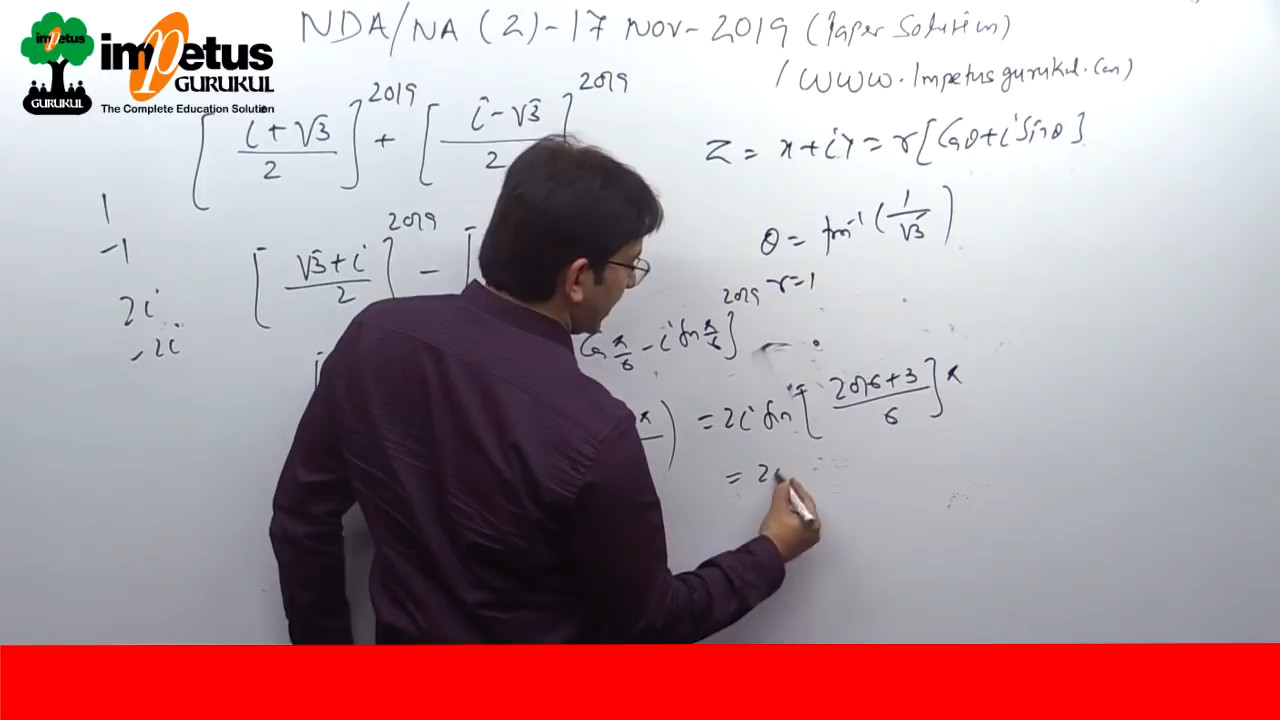 impetus
GURUKUL
impetus
GURUKUL
The Complete Education Solution
NDA/NA (2)-17 Nov-2019 (Paper Solution)
/ www.Impetusgurukul.com)
[(i+√3)/2]^2019 + [(i-√3)/2]^2019
Z = x+iy = r[Cosθ+i Sinθ]
1
-1
2i
-2i
θ = tan⁻¹(1/√3)
r=1
[(√3+i)/2]^2019 - [
Cos π/6 - i Sin π/6]^2019
π) = 2i Sin [(2016+3)/6]π
= 2